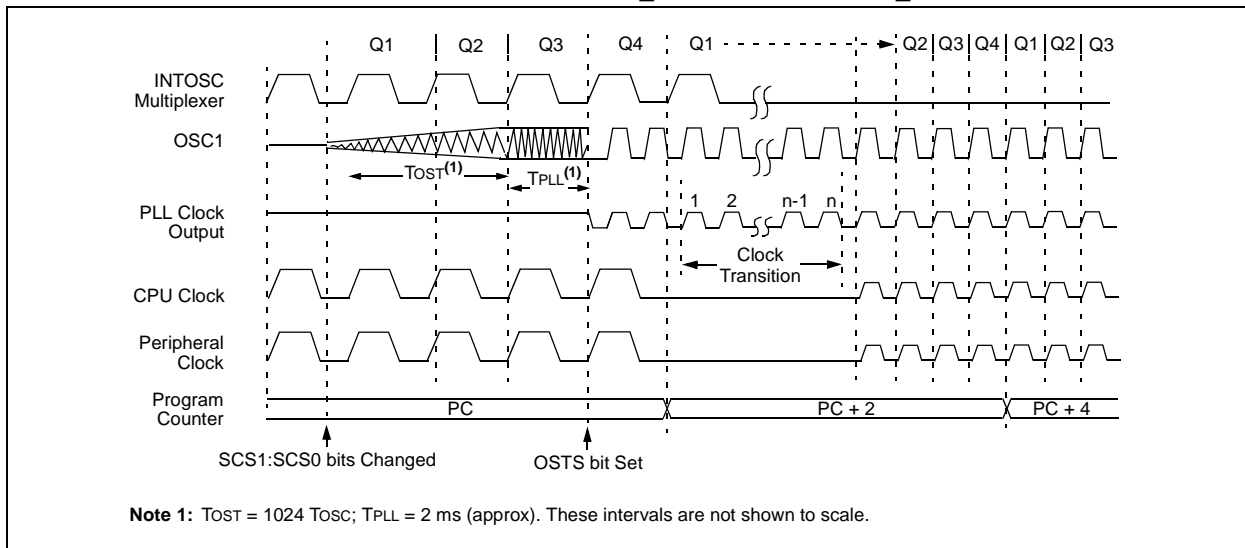 Q1 Q2 Q3 Q4 Q1 Q2 Q3 Q4 Q1 Q2 Q3
INTOSC
Multiplexer
OSC1
TOST(1)
TPLL(1)
PLL Clock
Output
1 2 n-1 n
Clock
Transition
CPU Clock
Peripheral
Clock
Program
Counter
PC PC + 2 PC + 4
SCS1:SCS0 bits Changed OSTS bit Set
Note 1: TOST = 1024 TOSC; TPLL = 2 ms (approx). These intervals are not shown to scale.